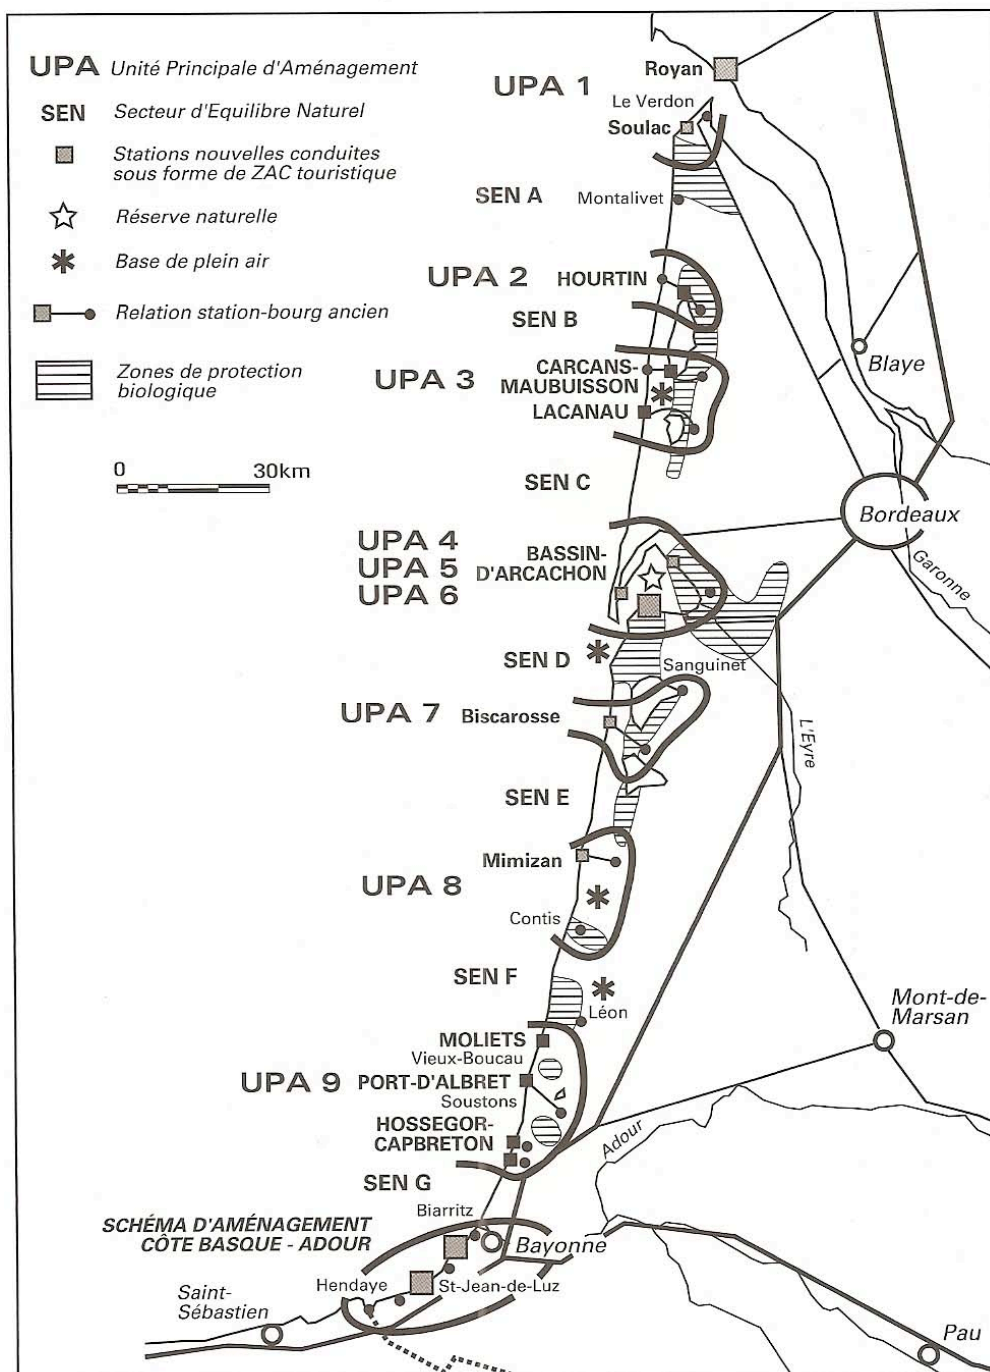 UPA Unité Principale d'Aménagement
SEN Secteur d'Equilibre Naturel
Stations nouvelles conduites
sous forme de ZAC touristique
Réserve naturelle
Base de plein air
Relation station-bourg ancien
Zones de protection
biologique
0 30km
Royan
UPA 1
Le Verdon
Soulac
SEN A
Montalivet
UPA 2
HOURTIN
SEN B
Blaye
UPA 3
CARCANS-
MAUBUISSON
LACANAU
SEN C
Bordeaux
Garonne
UPA 4
UPA 5
UPA 6
BASSIN-
D'ARCACHON
SEN D
Sanguinet
UPA 7
Biscarosse
L'Eyre
SEN E
Mimizan
UPA 8
Contis
SEN F
Léon
Mont-de-
Marsan
MOLIETS
Vieux-Boucau
UPA 9
PORT-D'ALBRET
Soustons
HOSSEGOR-
CAPBRETON
Adour
SEN G
Biarritz
SCHÉMA D'AMÉNAGEMENT
CÔTE BASQUE - ADOUR
Bayonne
Hendaye
St-Jean-de-Luz
Saint-
Sébastien
Pau